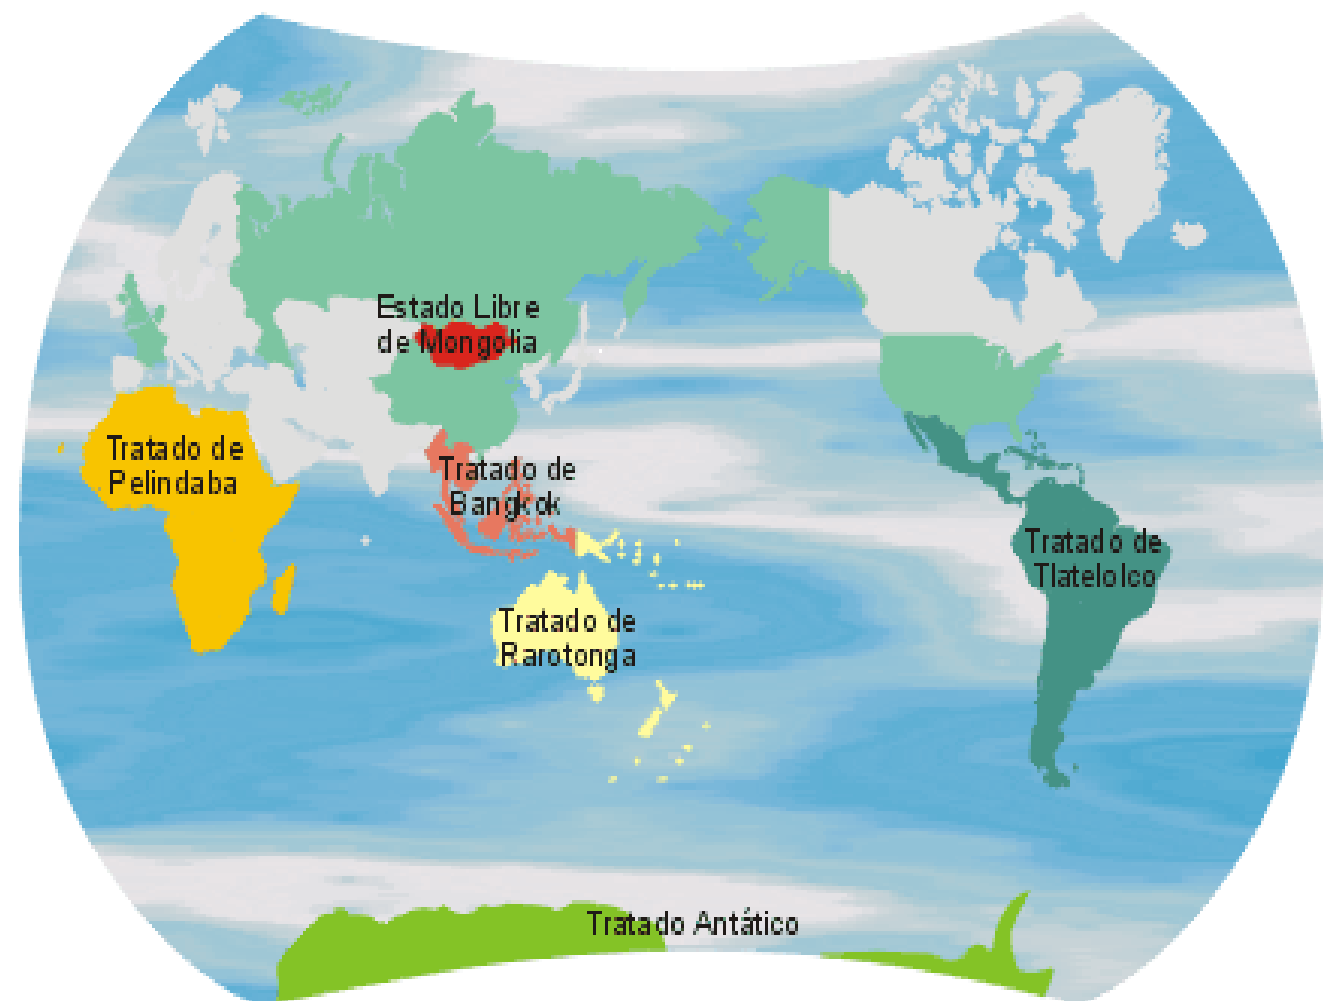 Estado Libre
de Mongolia
Tratado de
Pelindaba
Tratado de
Bangkok
Tratado de
Tlatelolco
Tratado de
Rarotonga
Tratado Antático